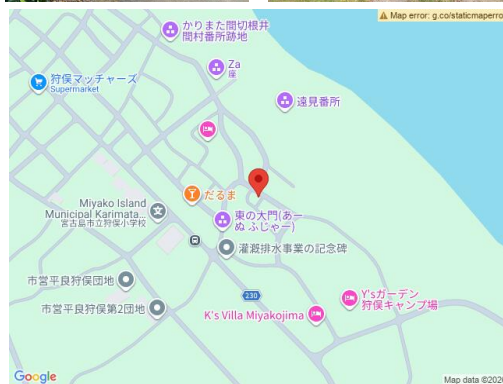 Map error: g.co/staticmaperro
かりまた間切根井
間村番所跡地
Za
座
狩俣マッチャーズ
Supermarket
遠見番所
だるま
Miyako Island
Municipal Karimata...
宮古島市立狩俣小学校
東の大門(あー
ぬ ふじゃー)
灌漑排水事業の記念碑
市営平良狩俣団地
230
Y'sガーデン
狩俣キャンプ場
市営平良狩俣第2団地
K's Villa Miyakojima
Google
Map data ©202